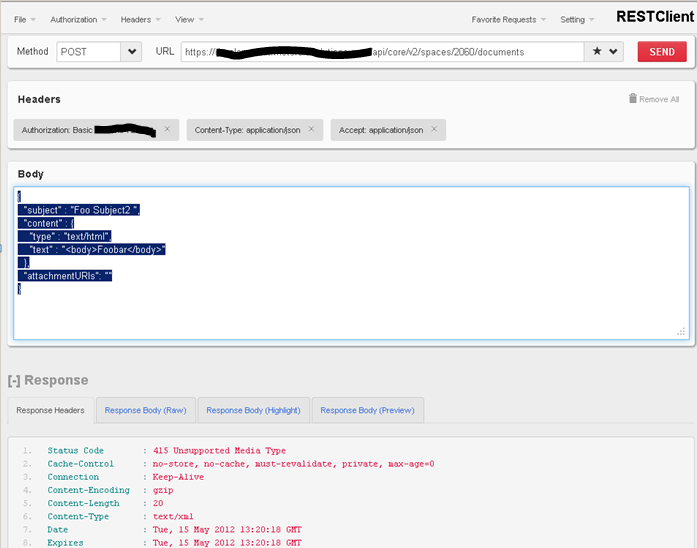 File Authorization Headers View Favorite Requests Setting RESTClient
Method POST URL https:// api/core/v2/spaces/2060/documents SEND
Headers Remove All
Authorization: Basic × Content-Type: application/json × Accept: application/json ×
Body
{
"subject" : "Foo Subject2 ",
"content" : {
"type" : "text/html",
"text" : "<body>Foobar</body>"
},
"attachmentURIs": ""
}
[-] Response
Response Headers Response Body (Raw) Response Body (Highlight) Response Body (Preview)
1. Status Code : 415 Unsupported Media Type
2. Cache-Control : no-store, no-cache, must-revalidate, private, max-age=0
3. Connection : Keep-Alive
4. Content-Encoding : gzip
5. Content-Length : 20
6. Content-Type : text/xml
7. Date : Tue, 15 May 2012 13:20:18 GMT
8. Expires : Tue, 15 May 2012 13:20:18 GMT